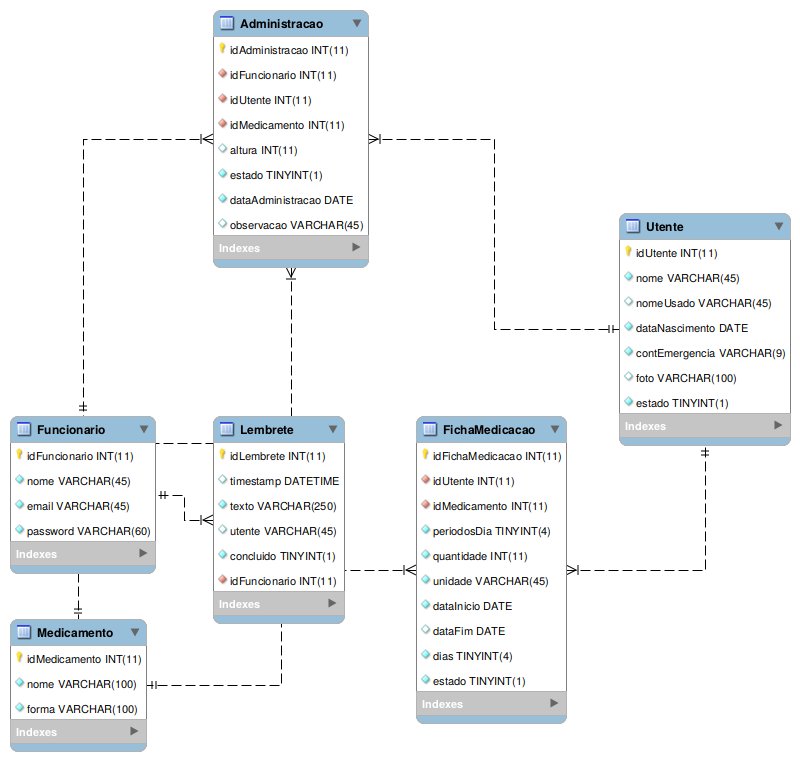 Administracao
idAdministracao INT(11)
idFuncionario INT(11)
idUtente INT(11)
idMedicamento INT(11)
altura INT(11)
estado TINYINT(1)
dataAdministracao DATE
observacao VARCHAR(45)
Indexes
Utente
idUtente INT(11)
nome VARCHAR(45)
nomeUsado VARCHAR(45)
dataNascimento DATE
contEmergencia VARCHAR(9)
foto VARCHAR(100)
estado TINYINT(1)
Indexes
Funcionario
idFuncionario INT(11)
nome VARCHAR(45)
email VARCHAR(45)
password VARCHAR(60)
Indexes
Lembrete
idLembrete INT(11)
timestamp DATETIME
texto VARCHAR(250)
utente VARCHAR(45)
concluido TINYINT(1)
idFuncionario INT(11)
Indexes
FichaMedicacao
idFichaMedicacao INT(11)
idUtente INT(11)
idMedicamento INT(11)
periodosDia TINYINT(4)
quantidade INT(11)
unidade VARCHAR(45)
dataInicio DATE
dataFim DATE
dias TINYINT(4)
estado TINYINT(1)
Indexes
Medicamento
idMedicamento INT(11)
nome VARCHAR(100)
forma VARCHAR(100)
Indexes